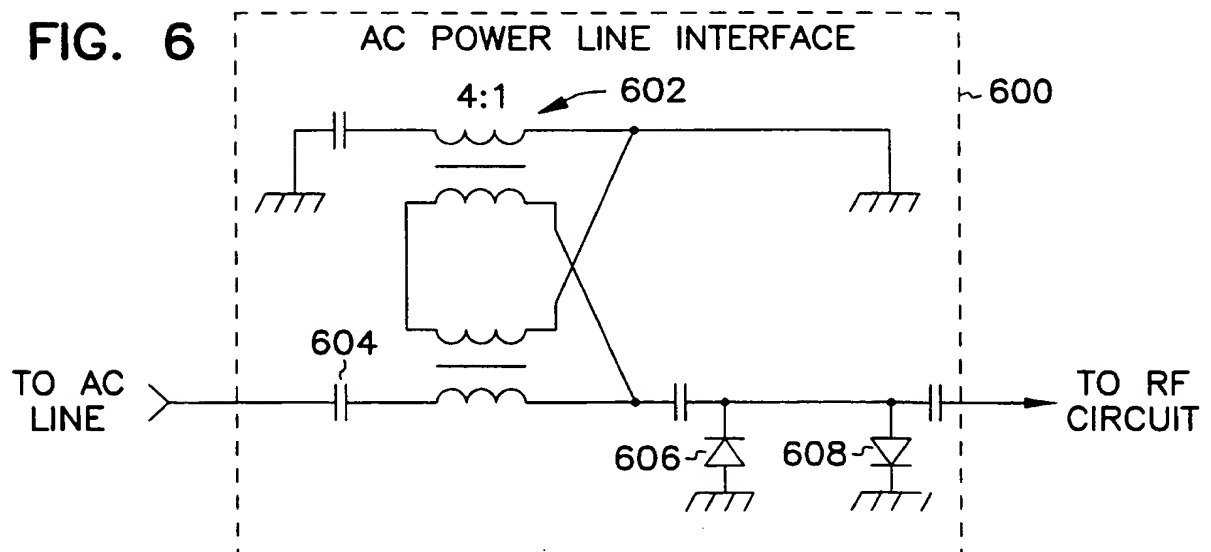 FIG. 6
AC POWER LINE INTERFACE
4:1
602
600
604
TO AC
LINE
TO RF
CIRCUIT
606
608